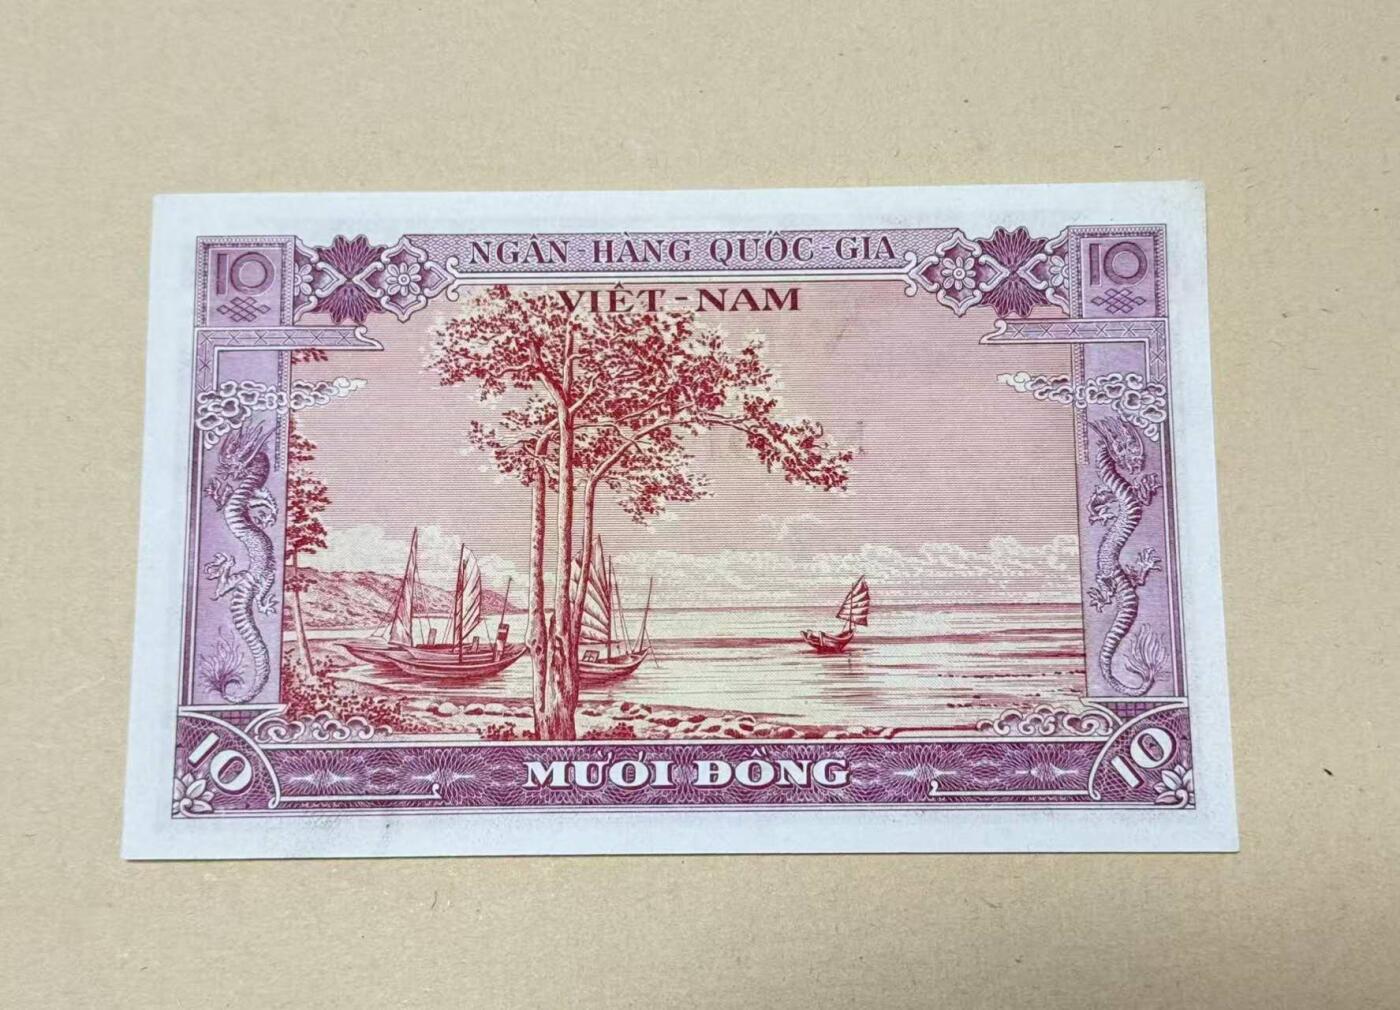 10 NGÂN-HÀNG QUỐC-GIA 10
VIỆT-NAM
10 MƯỜI ĐỒNG 10